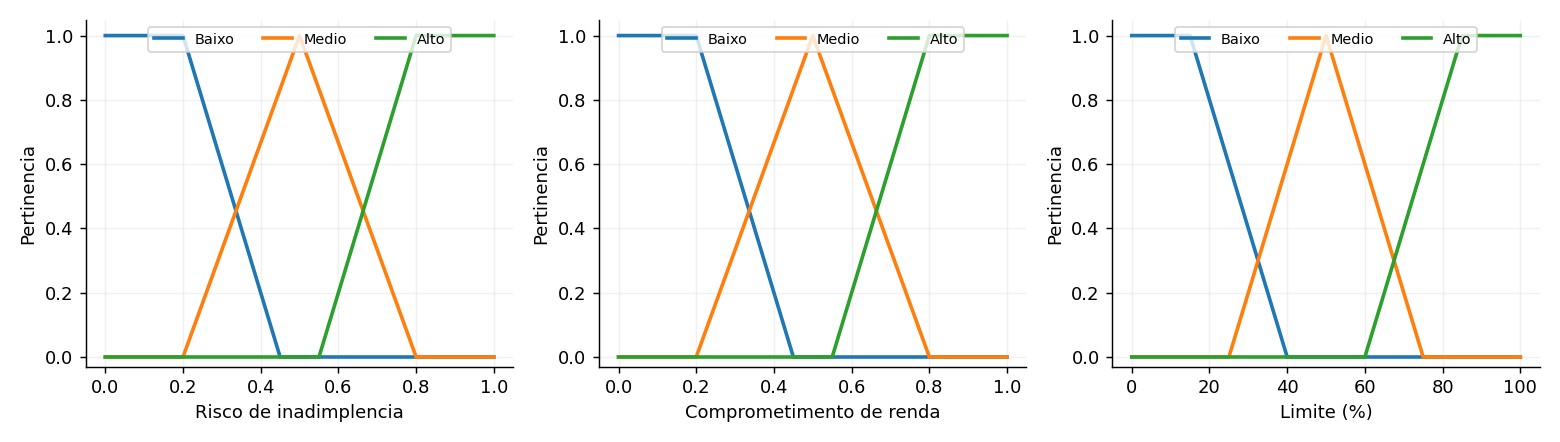 Pertinencia
1.0
0.8
0.6
0.4
0.2
0.0
Baixo Medio Alto
0.0 0.2 0.4 0.6 0.8 1.0
Risco de inadimplencia
Pertinencia
1.0
0.8
0.6
0.4
0.2
0.0
Baixo Medio Alto
0.0 0.2 0.4 0.6 0.8 1.0
Comprometimento de renda
Pertinencia
1.0
0.8
0.6
0.4
0.2
0.0
Baixo Medio Alto
0 20 40 60 80 100
Limite (%)